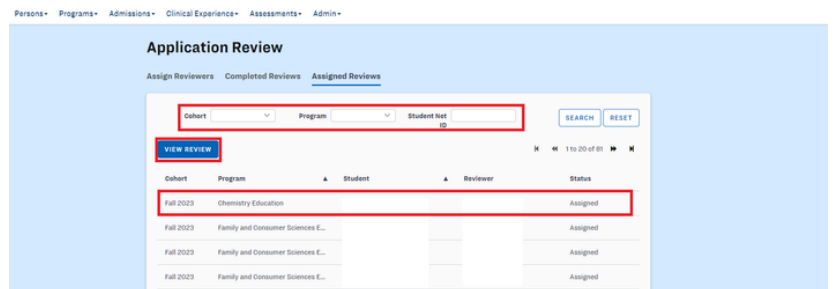 Persons Programs Admissions Clinical Experience Assessments Admin
Application Review
Assign Reviewers Completed Reviews Assigned Reviews
Cohort Program Student Net ID SEARCH RESET
VIEW REVIEW 1 to 20 of 81
Cohort Program Student Reviewer Status
Fall 2023 Chemistry Education Assigned
Fall 2023 Family and Consumer Sciences E... Assigned
Fall 2023 Family and Consumer Sciences E... Assigned
Fall 2023 Family and Consumer Sciences E... Assigned